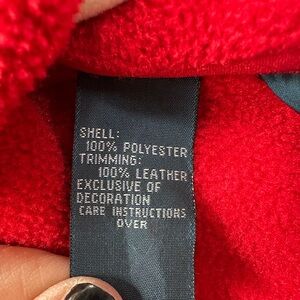 SHELL:
100% POLYESTER
TRIMMING:
100% LEATHER
EXCLUSIVE OF
DECORATION
CARE INSTRUCTIONS
OVER